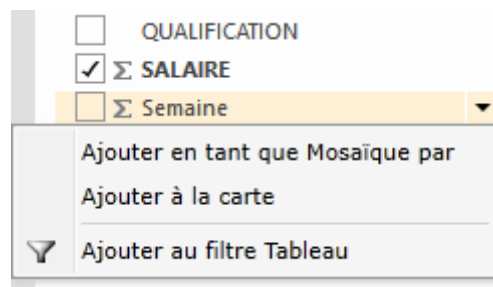 QUALIFICATION
✓ Σ SALAIRE
Σ Semaine
Ajouter en tant que Mosaïque par
Ajouter à la carte
Ajouter au filtre Tableau